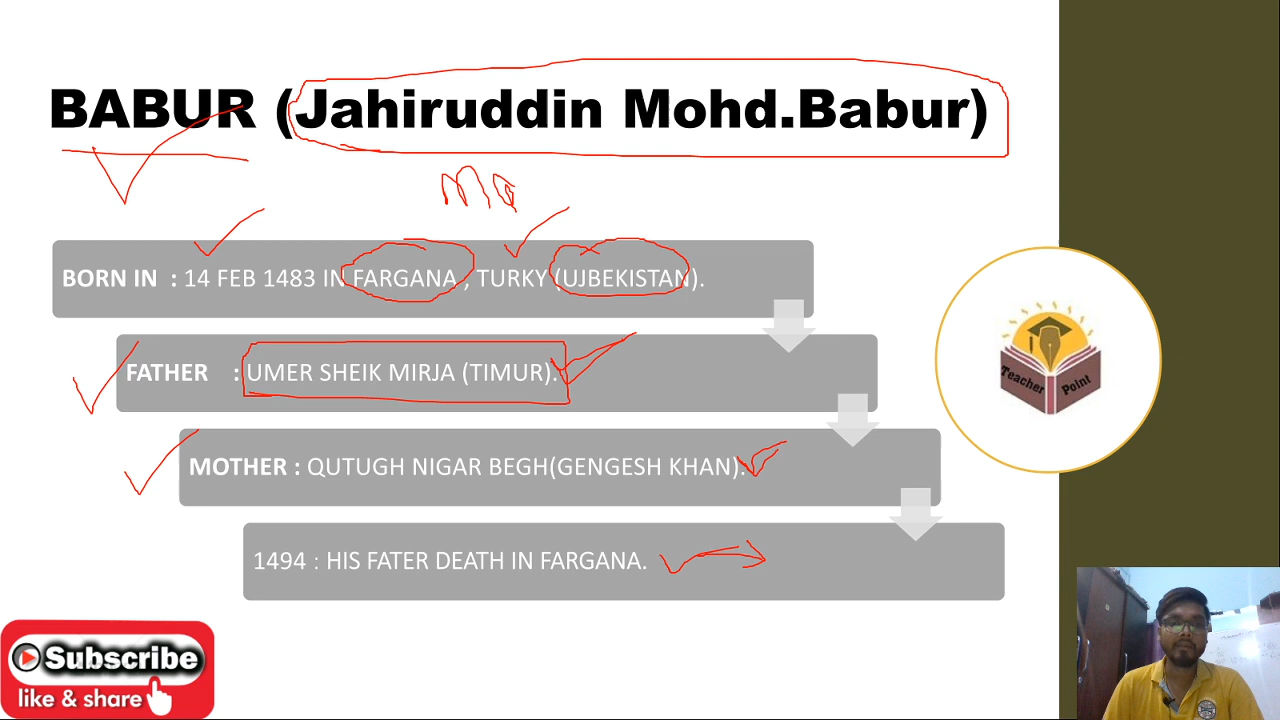 BABUR (Jahiruddin Mohd.Babur)
BORN IN : 14 FEB 1483 IN FARGANA , TURKY (UJBEKISTAN).
FATHER : UMER SHEIK MIRJA (TIMUR).
MOTHER : QUTUGH NIGAR BEGH(GENGESH KHAN).
1494 : HIS FATER DEATH IN FARGANA.
Teacher Point
Subscribe
like & share